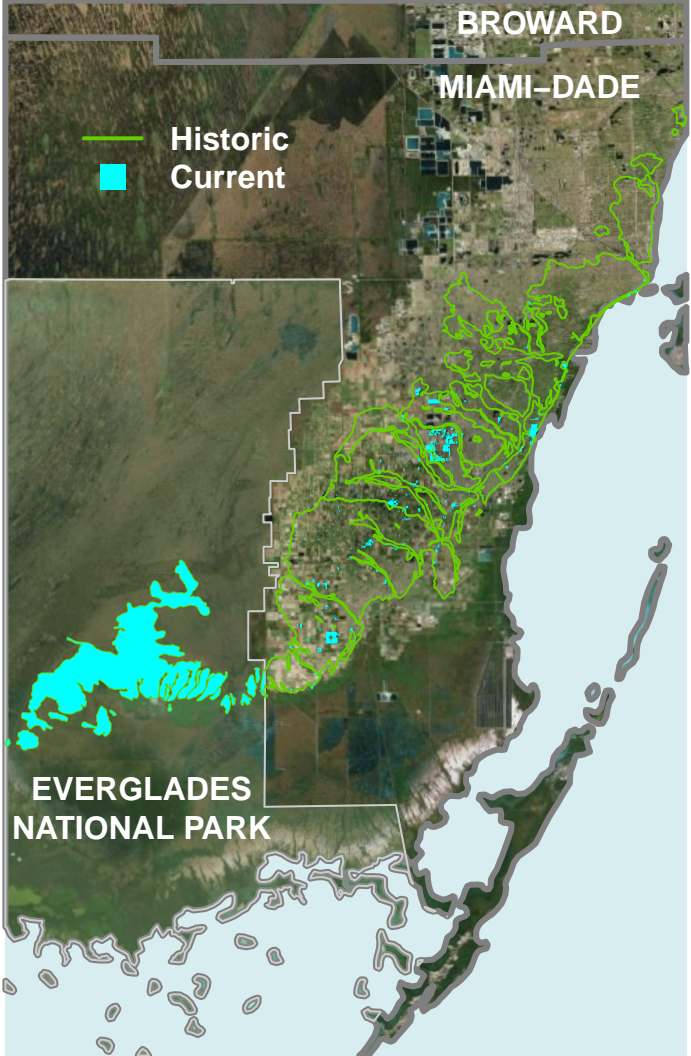 BROWARD
MIAMI–DADE
Historic
Current
EVERGLADES
NATIONAL PARK